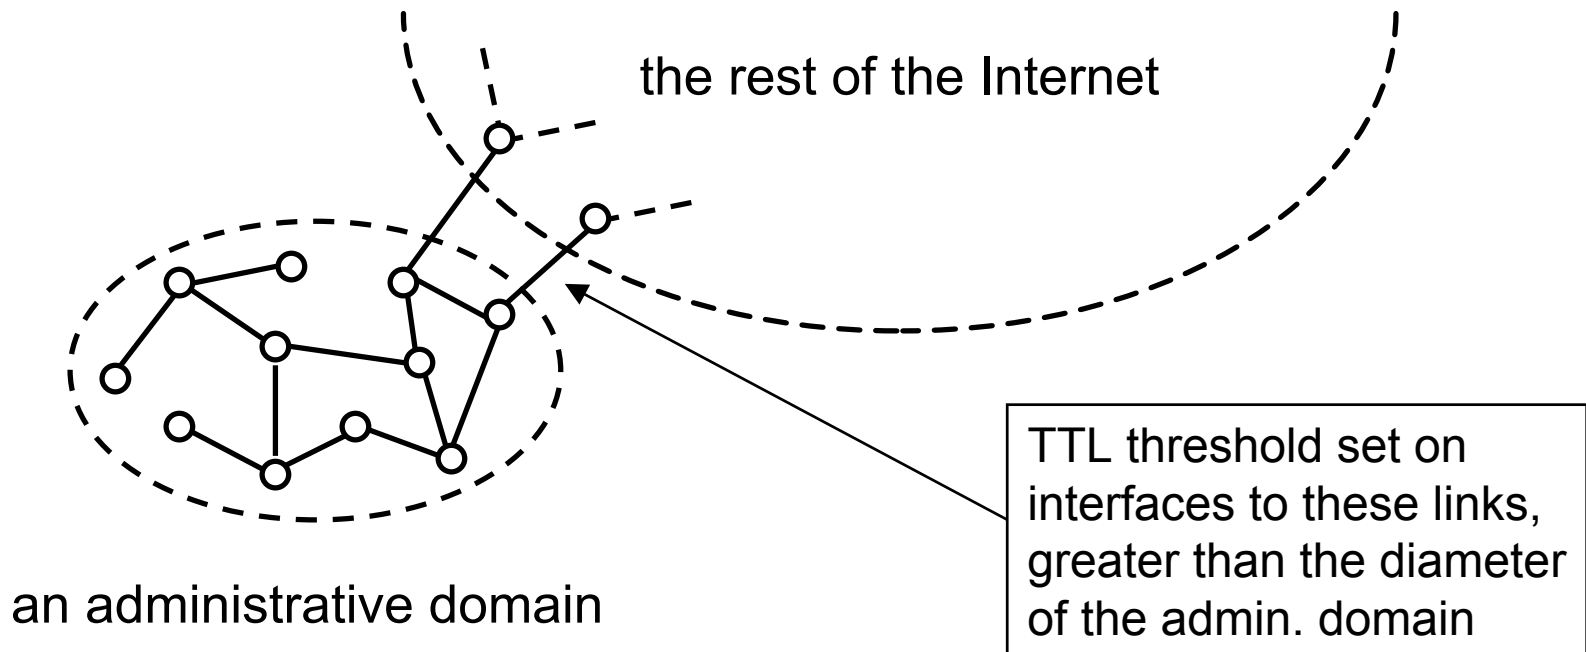 the rest of the Internet
TTL threshold set on
interfaces to these links,
greater than the diameter
of the admin. domain
an administrative domain